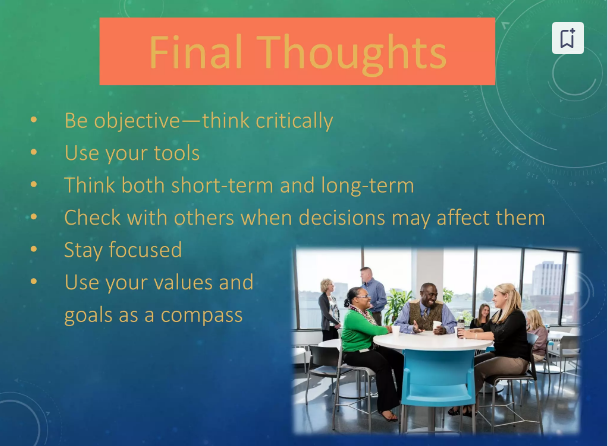 Final Thoughts
• Be objective—think critically
• Use your tools
• Think both short-term and long-term
• Check with others when decisions may affect them
• Stay focused
• Use your values and
goals as a compass